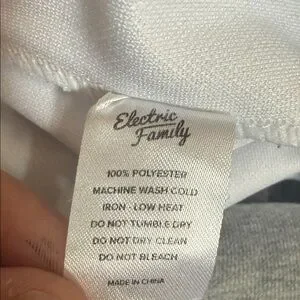 Electric
Family
100% POLYESTER
MACHINE WASH COLD
IRON - LOW HEAT
DO NOT TUMBLE DRY
DO NOT DRY CLEAN
DO NOT BLEACH
MADE IN CHINA